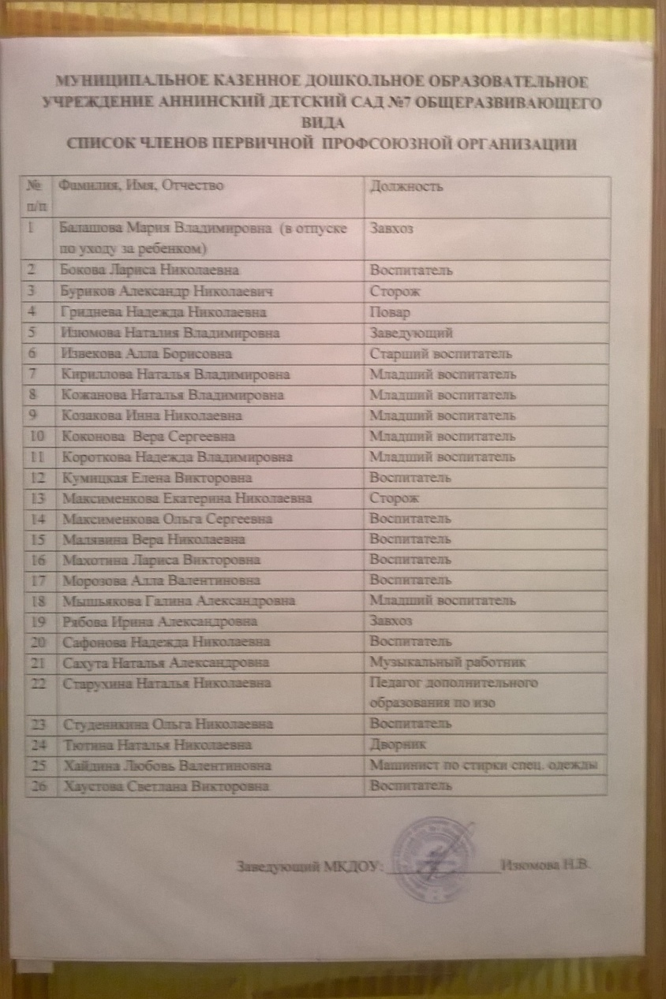 МУНИЦИПАЛЬНОЕ КАЗЕННОЕ ДОШКОЛЬНОЕ ОБРАЗОВАТЕЛЬНОЕ
УЧРЕЖДЕНИЕ АННИНСКИЙ ДЕТСКИЙ САД №7 ОБЩЕРАЗВИВАЮЩЕГО
ВИДА
СПИСОК ЧЛЕНОВ ПЕРВИЧНОЙ ПРОФСОЮЗНОЙ ОРГАНИЗАЦИИ
№ Фамилия, Имя, Отчество Должность
п/п
1 Балашова Мария Владимировна (в отпуске Завхоз
по уходу за ребенком)
2 Бокова Лариса Николаевна Воспитатель
3 Буриков Александр Николаевич Сторож
4 Гриднева Надежда Николаевна Повар
5 Изюмова Наталия Владимировна Заведующий
6 Извекова Алла Борисовна Старший воспитатель
7 Кириллова Наталья Владимировна Младший воспитатель
8 Кожанова Наталья Владимировна Младший воспитатель
9 Козакова Инна Николаевна Младший воспитатель
10 Коконова Вера Сергеевна Младший воспитатель
11 Короткова Надежда Владимировна Младший воспитатель
12 Кумицкая Елена Викторовна Воспитатель
13 Максименкова Екатерина Николаевна Сторож
14 Максименкова Ольга Сергеевна Воспитатель
15 Малявина Вера Николаевна Воспитатель
16 Махотина Лариса Викторовна Воспитатель
17 Морозова Алла Валентиновна Воспитатель
18 Мышьякова Галина Александровна Младший воспитатель
19 Рябова Ирина Александровна Завхоз
20 Сафонова Надежда Николаевна Воспитатель
21 Сахута Наталья Александровна Музыкальный работник
22 Старухина Наталья Николаевна Педагог дополнительного
образования по изо
23 Студеникина Ольга Николаевна Воспитатель
24 Тютина Наталья Николаевна Дворник
25 Хайдина Любовь Валентиновна Машинист по стирки спец. одежды
26 Хаустова Светлана Викторовна Воспитатель
Заведующий МКДОУ:_______________Изюмова Н.В.